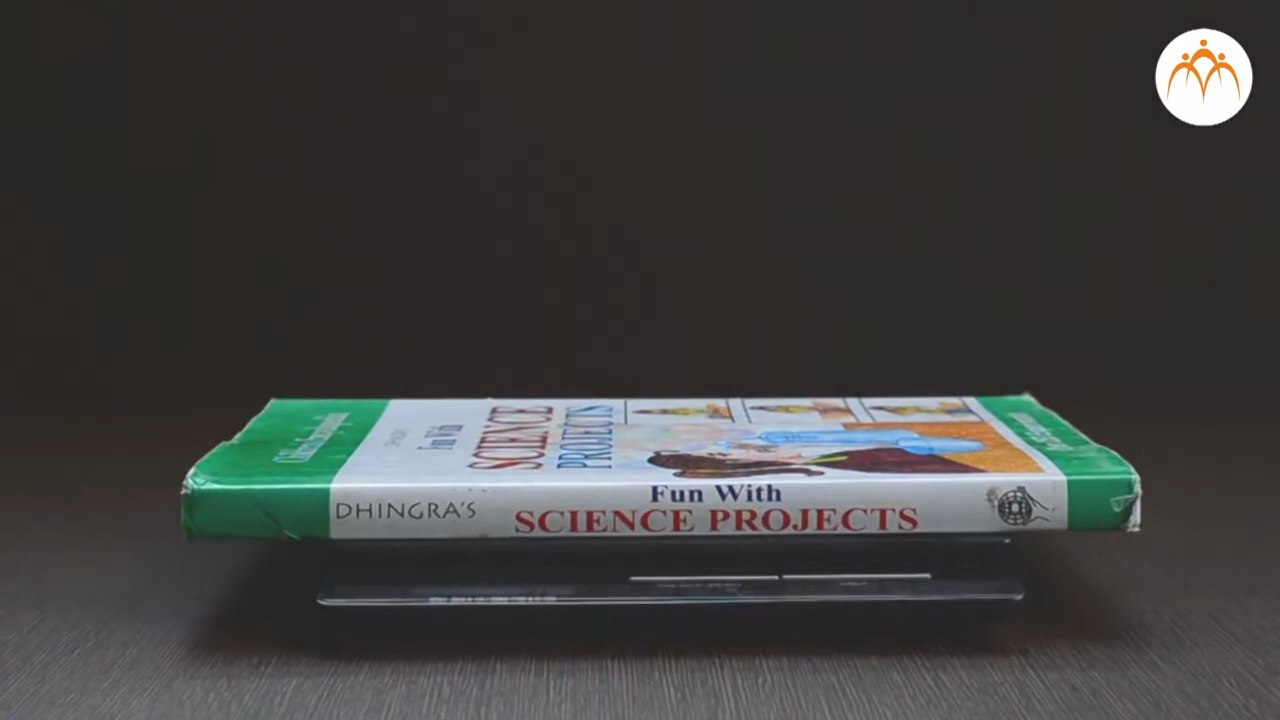 Fun With
SCIENCE
PROJECTS
DHINGRA'S
Fun With
SCIENCE PROJECTS